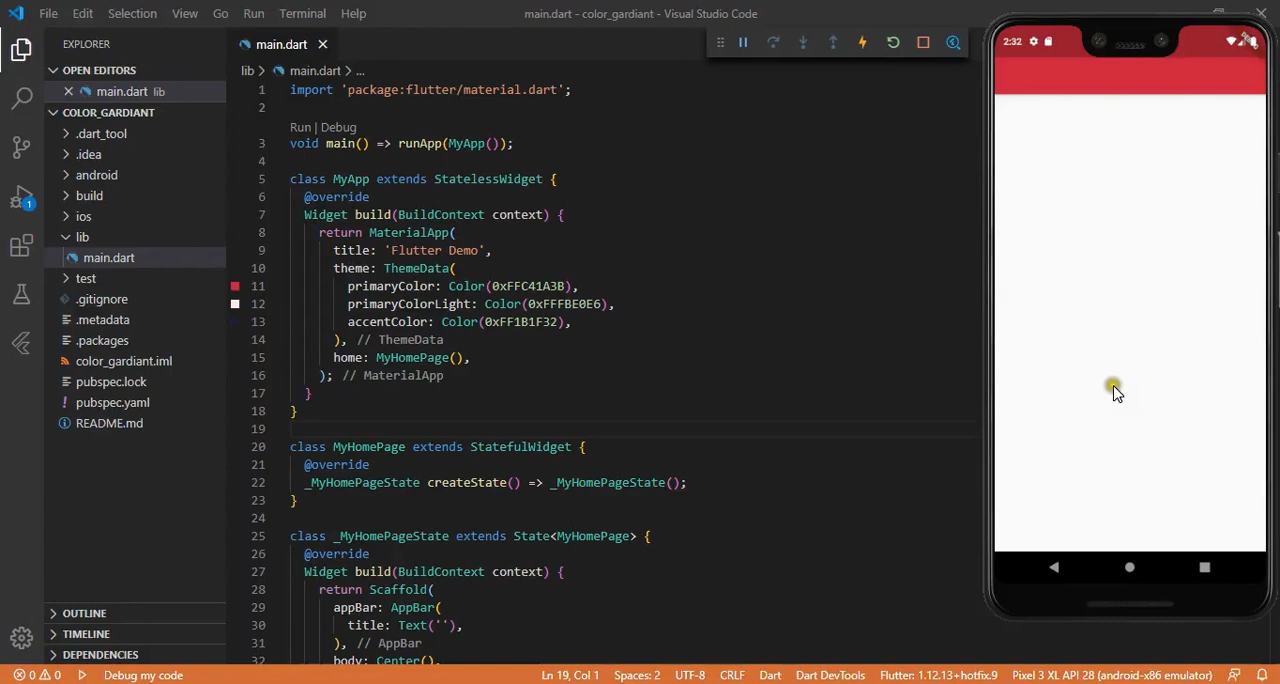 File Edit Selection View Go Run Terminal Help
main.dart - color_gardiant - Visual Studio Code
EXPLORER
OPEN EDITORS
main.dart lib
COLOR_GARDIANT
.dart_tool
.idea
android
build
ios
lib
main.dart
test
.gitignore
.metadata
.packages
color_gardiant.iml
pubspec.lock
pubspec.yaml
README.md
OUTLINE
TIMELINE
DEPENDENCIES
1
main.dart
lib > main.dart > ...
1 import 'package:flutter/material.dart';
2
Run | Debug
3 void main() => runApp(MyApp());
4
5 class MyApp extends StatelessWidget {
6 @override
7 Widget build(BuildContext context) {
8 return MaterialApp(
9 title: 'Flutter Demo',
10 theme: ThemeData(
11 primaryColor: Color(0xFFC41A3B),
12 primaryColorLight: Color(0xFFFBE0E6),
13 accentColor: Color(0xFF1B1F32),
14 ), // ThemeData
15 home: MyHomePage(),
16 ); // MaterialApp
17 }
18 }
19
20 class MyHomePage extends StatefulWidget {
21 @override
22 _MyHomePageState createState() => _MyHomePageState();
23 }
24
25 class _MyHomePageState extends State<MyHomePage> {
26 @override
27 Widget build(BuildContext context) {
28 return Scaffold(
29 appBar: AppBar(
30 title: Text(''),
31 ), // AppBar
32 body: Center(),
2:32
0 0 Debug my code
Ln 19, Col 1 Spaces: 2 UTF-8 CRLF Dart Dart DevTools Flutter: 1.12.13+hotfix.9 Pixel 3 XL API 28 (android-x86 emulator)